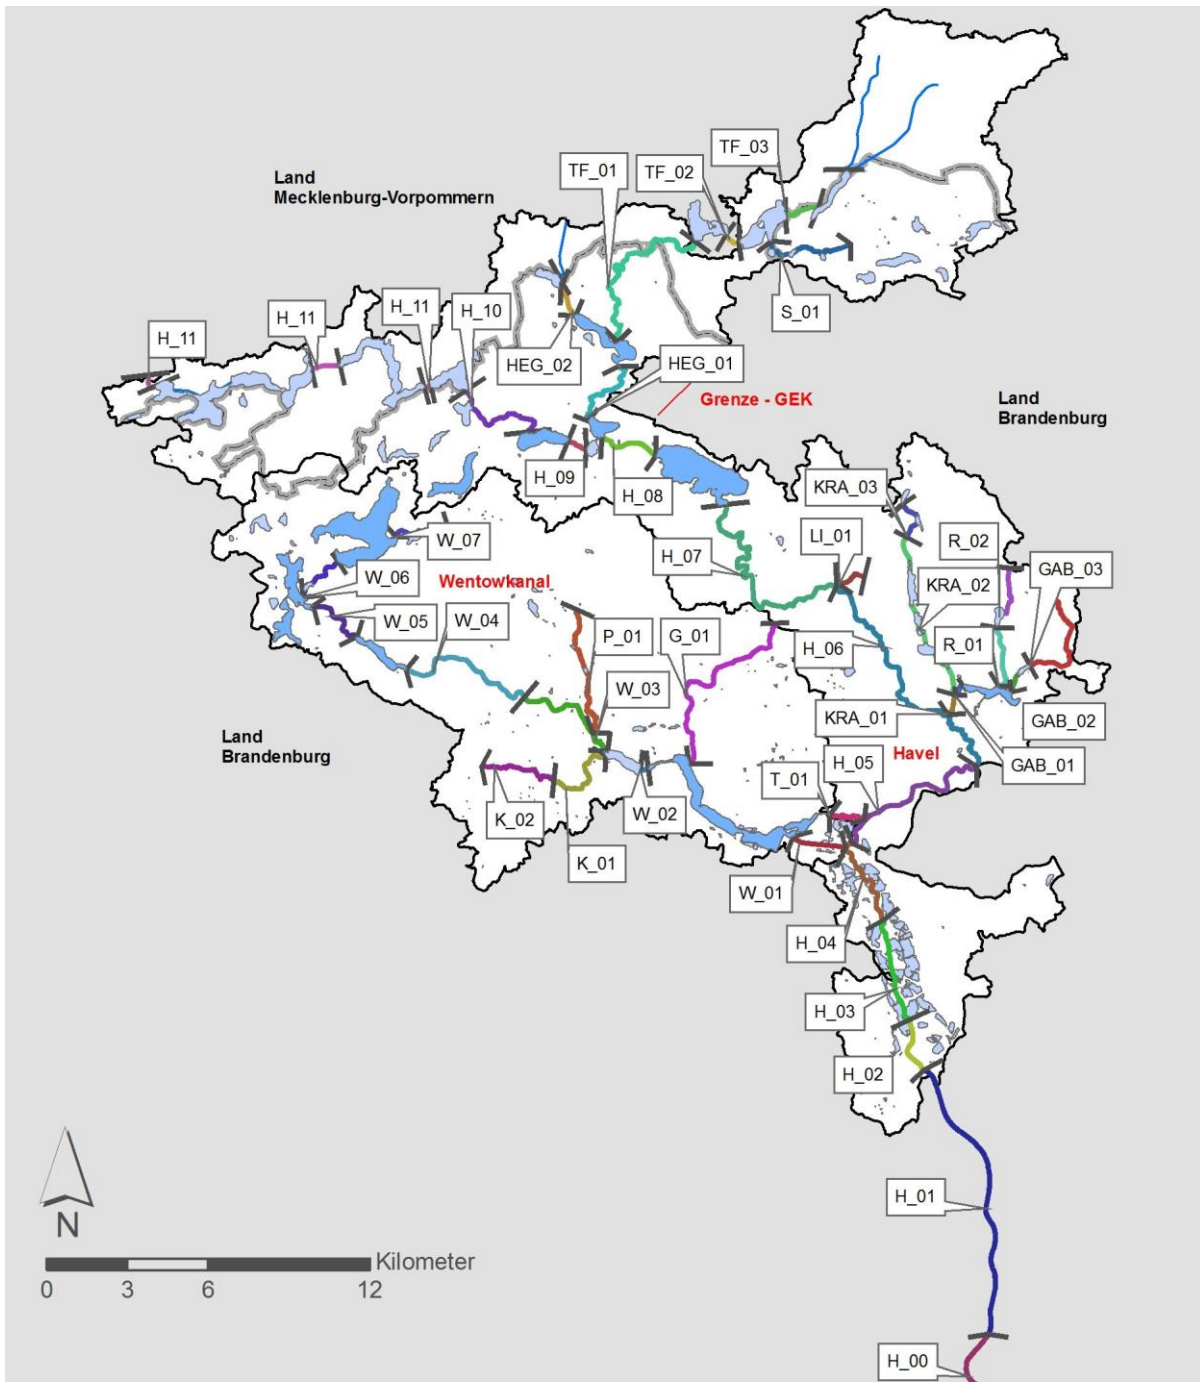 TF_03
TF_02
TF_01
Land
Mecklenburg-Vorpommern
S_01
H_10
H_11
H_11
H_11
HEG_02
HEG_01
Grenze - GEK
Land
Brandenburg
H_09
H_08
KRA_03
W_07
R_02
LI_01
H_07
GAB_03
W_06
Wentowkanal
KRA_02
W_05
W_04
P_01
G_01
H_06
R_01
W_03
KRA_01
GAB_02
Land
Brandenburg
Havel
H_05
GAB_01
T_01
K_02
W_02
K_01
W_01
H_04
H_03
H_02
H_01
N
Kilometer
0 3 6 12
H_00